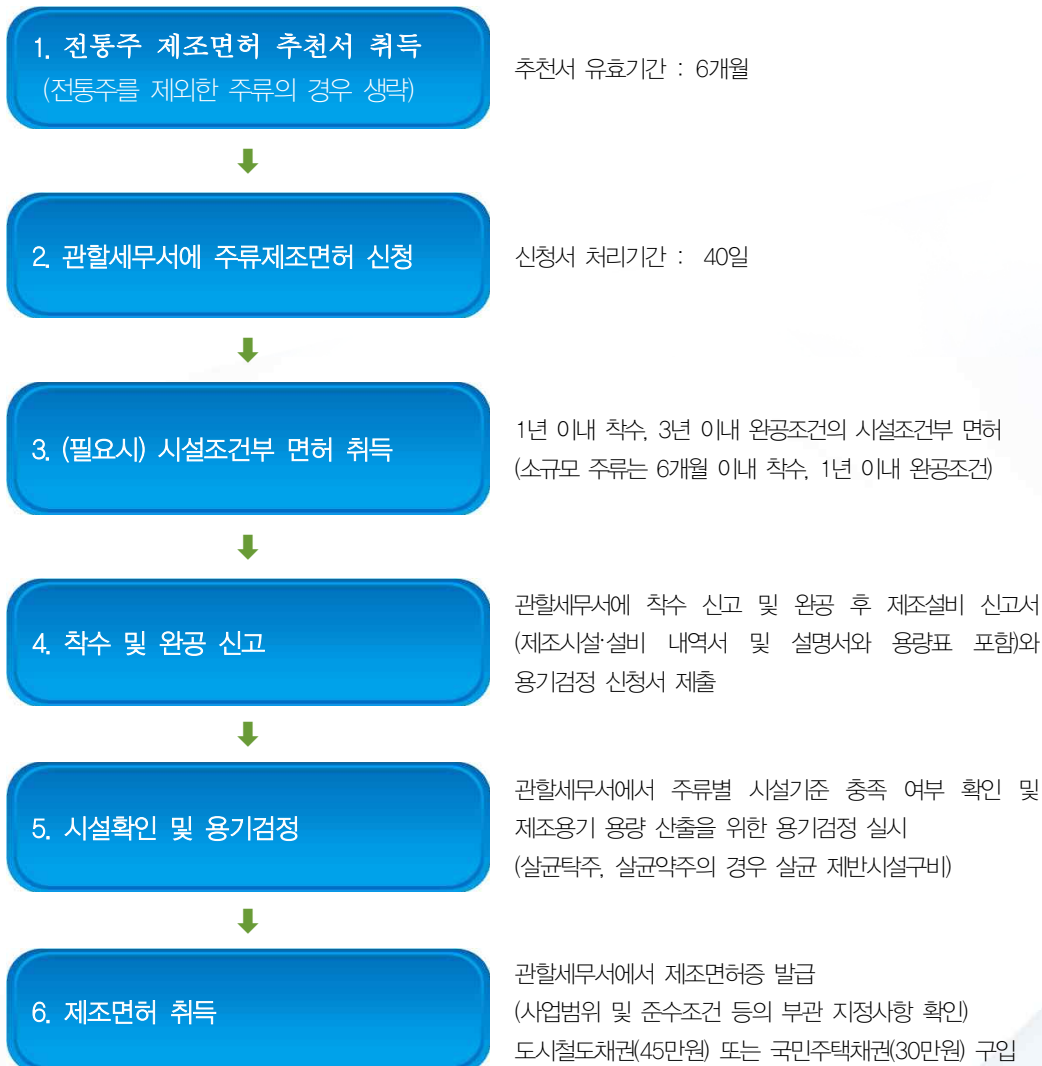 1. 전통주 제조면허 추천서 취득
(전통주를 제외한 주류의 경우 생략)
추천서 유효기간 : 6개월
2. 관할세무서에 주류제조면허 신청
신청서 처리기간 : 40일
3. (필요시) 시설조건부 면허 취득
1년 이내 착수, 3년 이내 완공조건의 시설조건부 면허
(소규모 주류는 6개월 이내 착수, 1년 이내 완공조건)
4. 착수 및 완공 신고
관할세무서에 착수 신고 및 완공 후 제조설비 신고서
(제조시설·설비 내역서 및 설명서와 용량표 포함)와
용기검정 신청서 제출
5. 시설확인 및 용기검정
관할세무서에서 주류별 시설기준 충족 여부 확인 및
제조용기 용량 산출을 위한 용기검정 실시
(살균탁주, 살균약주의 경우 살균 제반시설구비)
6. 제조면허 취득
관할세무서에서 제조면허증 발급
(사업범위 및 준수조건 등의 부관 지정사항 확인)
도시철도채권(45만원) 또는 국민주택채권(30만원) 구입